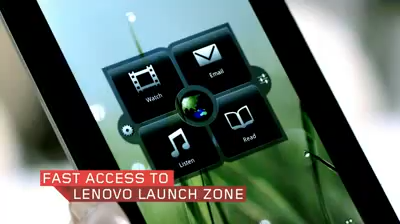 Watch
Email
Listen
Read
FAST ACCESS TO
LENOVO LAUNCH ZONE